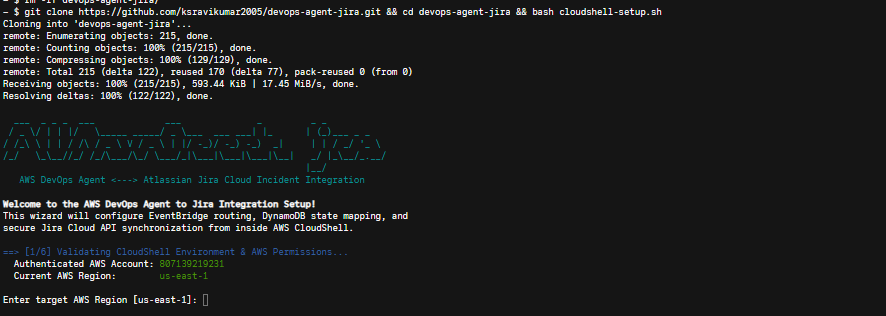 ~ $ rm -rf devops-agent-jira/
~ $ git clone https://github.com/ksravikumar2005/devops-agent-jira.git && cd devops-agent-jira && bash cloudshell-setup.sh
Cloning into 'devops-agent-jira'...
remote: Enumerating objects: 215, done.
remote: Counting objects: 100% (215/215), done.
remote: Compressing objects: 100% (129/129), done.
remote: Total 215 (delta 122), reused 170 (delta 77), pack-reused 0 (from 0)
Receiving objects: 100% (215/215), 593.44 KiB | 17.45 MiB/s, done.
Resolving deltas: 100% (122/122), done.
AWS DevOps Agent <---> Atlassian Jira Cloud Incident Integration
Welcome to the AWS DevOps Agent to Jira Integration Setup!
This wizard will configure EventBridge routing, DynamoDB state mapping, and
secure Jira Cloud API synchronization from inside AWS CloudShell.
==> [1/6] Validating CloudShell Environment & AWS Permissions...
Authenticated AWS Account: 807139219231
Current AWS Region: us-east-1
Enter target AWS Region [us-east-1]: